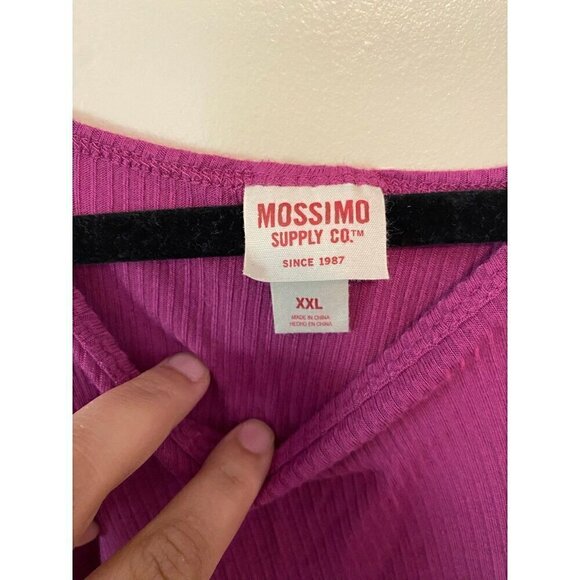 MOSSIMO
SUPPLY CO.™
SINCE 1987
XXL
MADE IN CHINA
HECHO EN CHINA